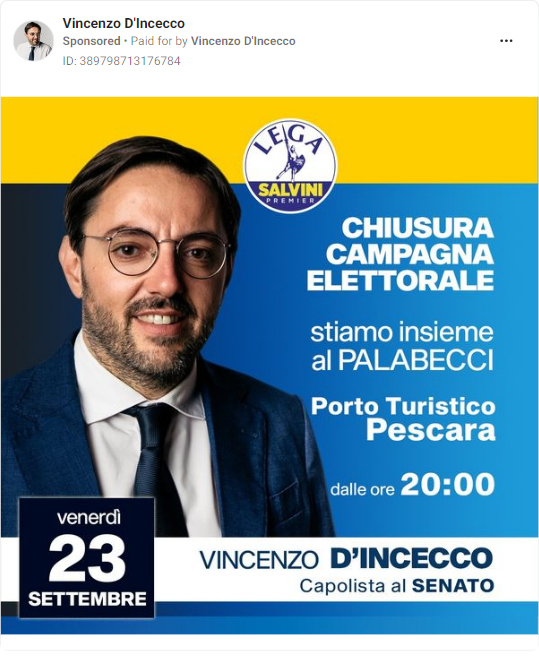 Vincenzo D'Incecco
Sponsored • Paid for by Vincenzo D'Incecco
ID: 389798713176784
LEGA
SALVINI
PREMIER
CHIUSURA
CAMPAGNA
ELETTORALE
stiamo insieme
al PALABECCI
Porto Turistico
Pescara
dalle ore 20:00
venerdì
23
SETTEMBRE
VINCENZO D'INCECCO
Capolista al SENATO